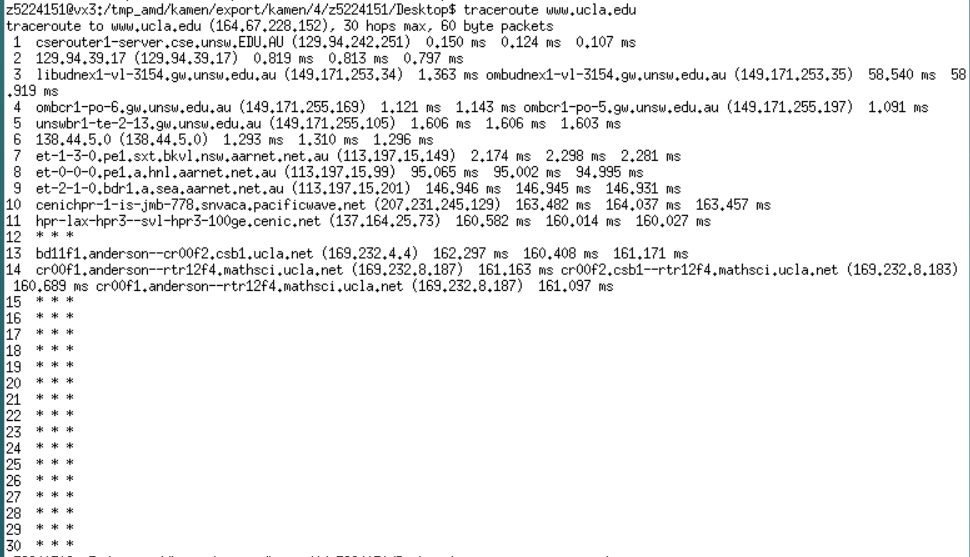 z5224151@vx3:/tmp_amd/kamen/export/kamen/4/z5224151/Desktop$ traceroute www.ucla.edu
traceroute to www.ucla.edu (164.67.228.152), 30 hops max, 60 byte packets
1 cserouter1-server.cse.unsw.EDU.AU (129.94.242.251) 0.150 ms 0.124 ms 0.107 ms
2 129.94.39.17 (129.94.39.17) 0.819 ms 0.813 ms 0.797 ms
3 libudnex1-vl-3154.gw.unsw.edu.au (149.171.253.34) 1.363 ms ombudnex1-vl-3154.gw.unsw.edu.au (149.171.253.35) 58.540 ms 58
.919 ms
4 ombcr1-po-6.gw.unsw.edu.au (149.171.255.169) 1.121 ms 1.143 ms ombcr1-po-5.gw.unsw.edu.au (149.171.255.197) 1.091 ms
5 unswbr1-te-2-13.gw.unsw.edu.au (149.171.255.105) 1.606 ms 1.606 ms 1.603 ms
6 138.44.5.0 (138.44.5.0) 1.293 ms 1.310 ms 1.296 ms
7 et-1-3-0.pe1.sxt.bkvl.nsw.aarnet.net.au (113.197.15.149) 2.174 ms 2.298 ms 2.281 ms
8 et-0-0-0.pe1.a.hnl.aarnet.net.au (113.197.15.99) 95.065 ms 95.002 ms 94.995 ms
9 et-2-1-0.bdr1.a.sea.aarnet.net.au (113.197.15.201) 146.946 ms 146.945 ms 146.931 ms
10 cenichpr-1-is-jmb-778.snvaca.pacificwave.net (207.231.245.129) 163.482 ms 164.037 ms 163.457 ms
11 hpr-lax-hpr3--svl-hpr3-100ge.cenic.net (137.164.25.73) 160.582 ms 160.014 ms 160.027 ms
12 * * *
13 bd11f1.anderson--cr00f2.csb1.ucla.net (169.232.4.4) 162.297 ms 160.408 ms 161.171 ms
14 cr00f1.anderson--rtr12f4.mathsci.ucla.net (169.232.8.187) 161.163 ms cr00f2.csb1--rtr12f4.mathsci.ucla.net (169.232.8.183)
160.689 ms cr00f1.anderson--rtr12f4.mathsci.ucla.net (169.232.8.187) 161.097 ms
15 * * *
16 * * *
17 * * *
18 * * *
19 * * *
20 * * *
21 * * *
22 * * *
23 * * *
24 * * *
25 * * *
26 * * *
27 * * *
28 * * *
29 * * *
30 * * *